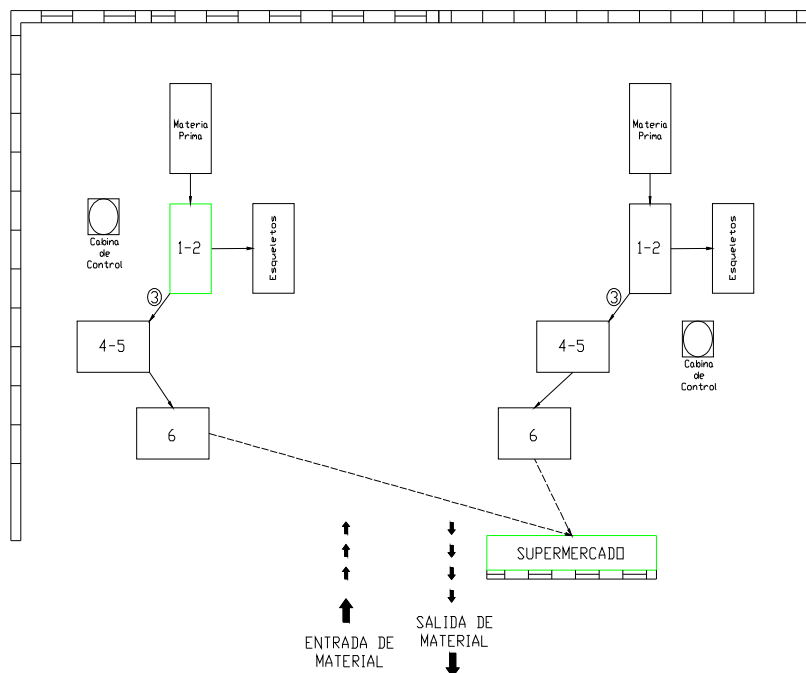 Materia
Prima
Materia
Prima
1-2
Esqueletos
Cabina
de
Control
1-2
Esqueletos
3
3
4-5
4-5
Cabina
de
Control
6
6
SUPERMERCADO
ENTRADA DE
MATERIAL
SALIDA DE
MATERIAL